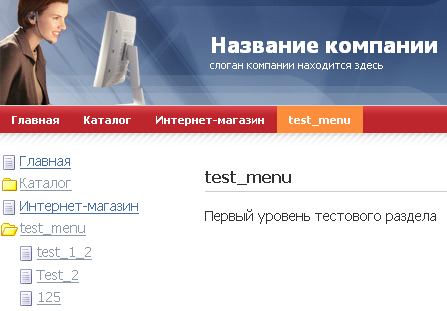 Название компании
слоган компании находится здесь
Главная Каталог Интернет-магазин test_menu
Главная
Каталог
Интернет-магазин
test_menu
test_1_2
Test_2
125
test_menu
Первый уровень тестового раздела